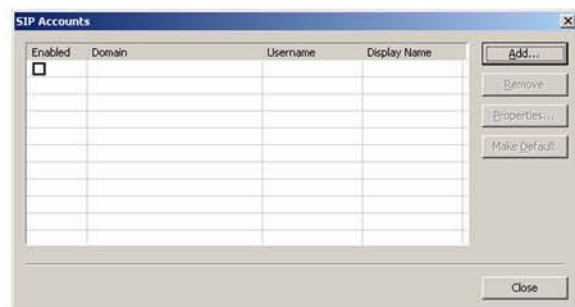 SIP Accounts
Enabled Domain Username Display Name
Add...
Remove
Properties...
Make Default
Close